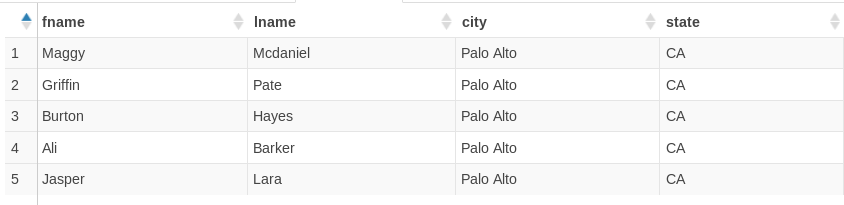 fname lname city state
1 Maggy Mcdaniel Palo Alto CA
2 Griffin Pate Palo Alto CA
3 Burton Hayes Palo Alto CA
4 Ali Barker Palo Alto CA
5 Jasper Lara Palo Alto CA